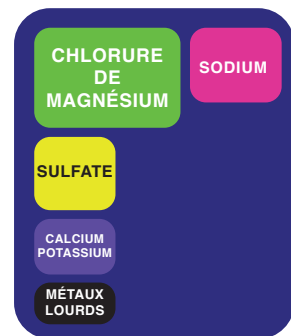 CHLORURE
DE
MAGNÉSIUM
SODIUM
SULFATE
CALCIUM
POTASSIUM
MÉTAUX
LOURDS